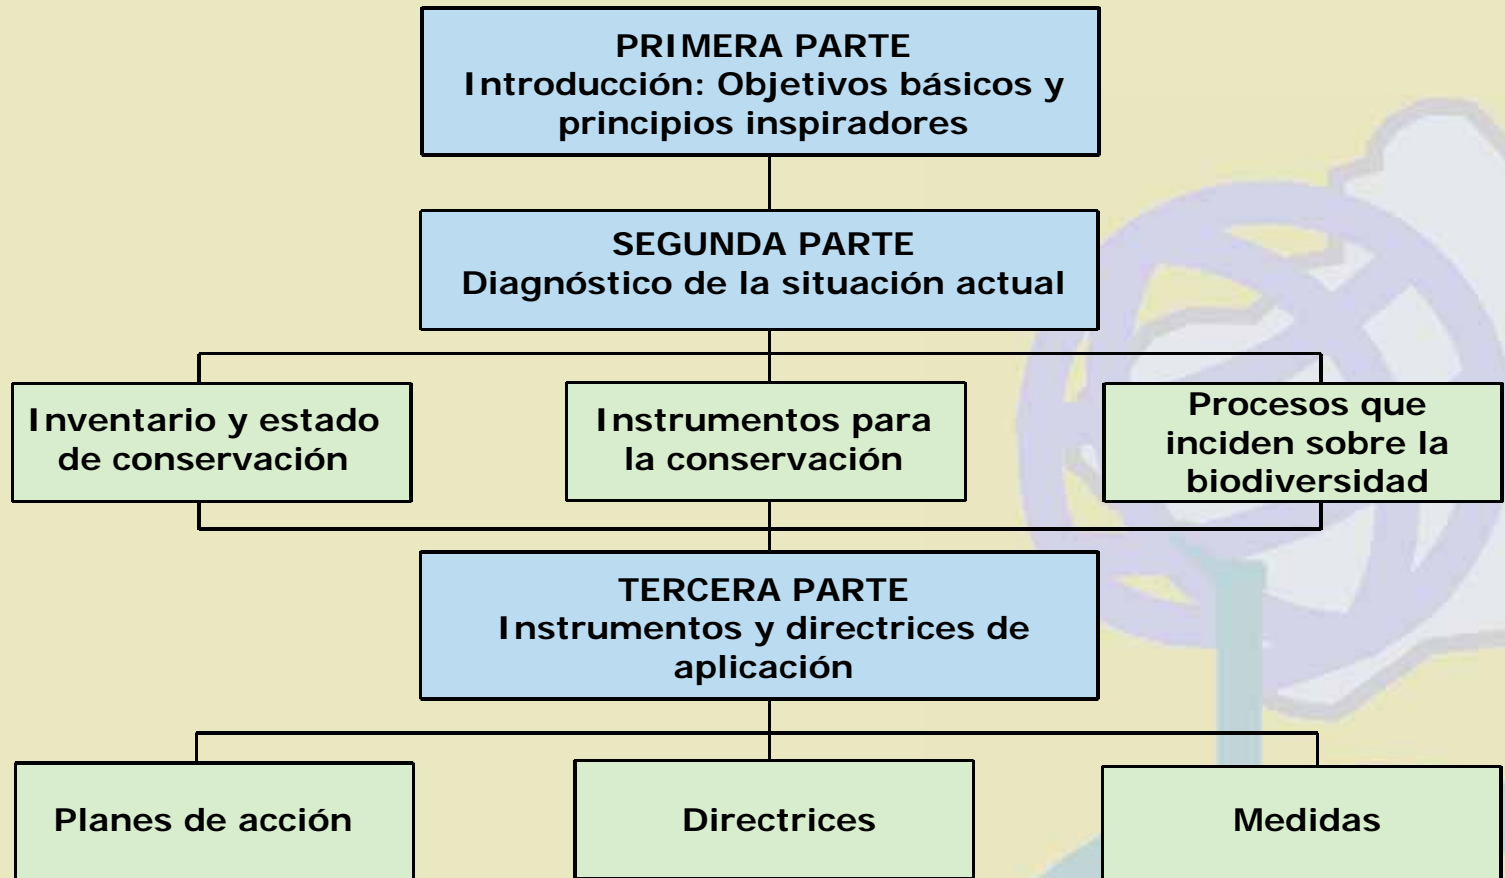 PRIMERA PARTE
Introducción: Objetivos básicos y
principios inspiradores
SEGUNDA PARTE
Diagnóstico de la situación actual
Inventario y estado
de conservación
Instrumentos para
la conservación
Procesos que
inciden sobre la
biodiversidad
TERCERA PARTE
Instrumentos y directrices de
aplicación
Planes de acción
Directrices
Medidas